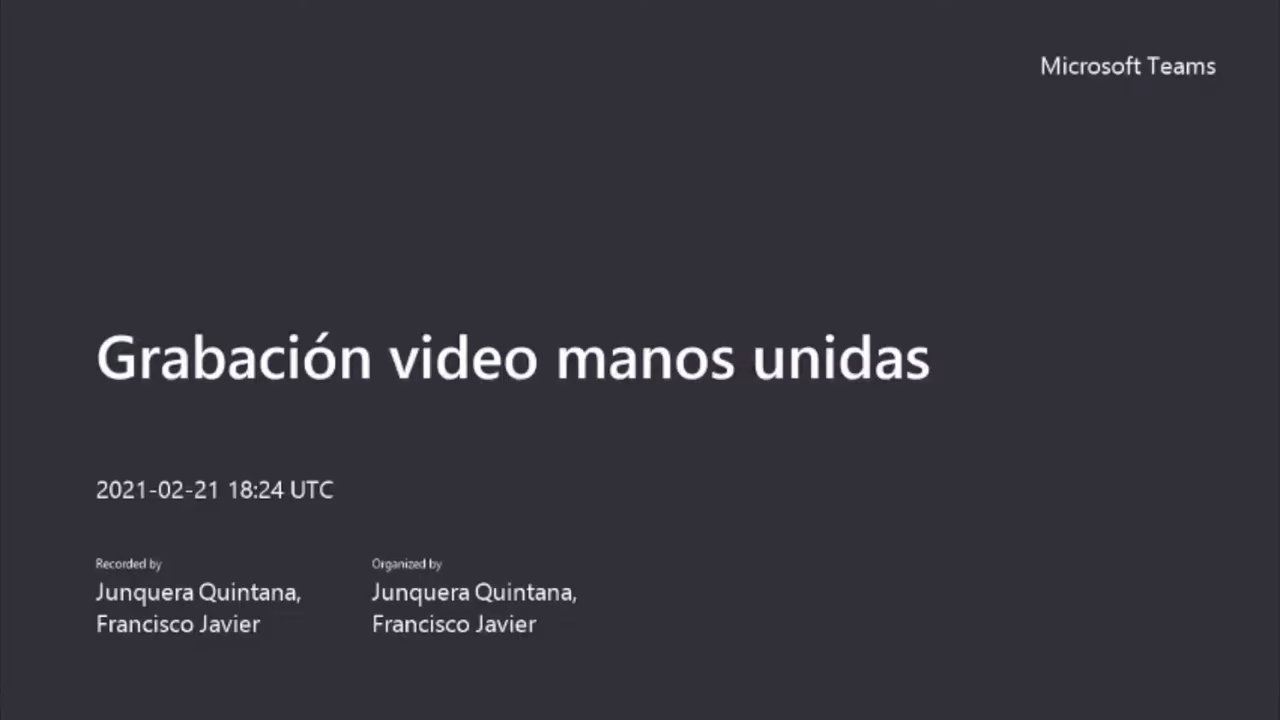 Microsoft Teams
Grabación video manos unidas
2021-02-21 18:24 UTC
Recorded by
Junquera Quintana,
Francisco Javier
Organized by
Junquera Quintana,
Francisco Javier